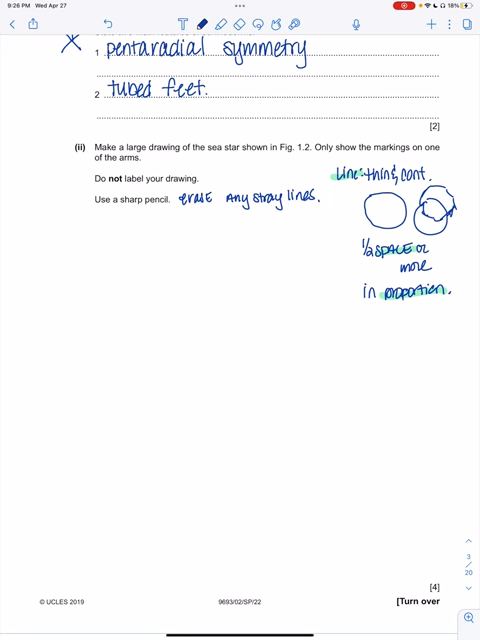 9:26 PM Wed Apr 27
18%
1 pentaradial symmetry
2 tubed feet.
[2]
(ii) Make a large drawing of the sea star shown in Fig. 1.2. Only show the markings on one
of the arms.
Line: thin & cont.
Do not label your drawing.
Use a sharp pencil. erase any stray lines.
1/2 SPACE or
more
in proportion.
3
/
20
[4]
© UCLES 2019 9693/02/SP/22 [Turn over